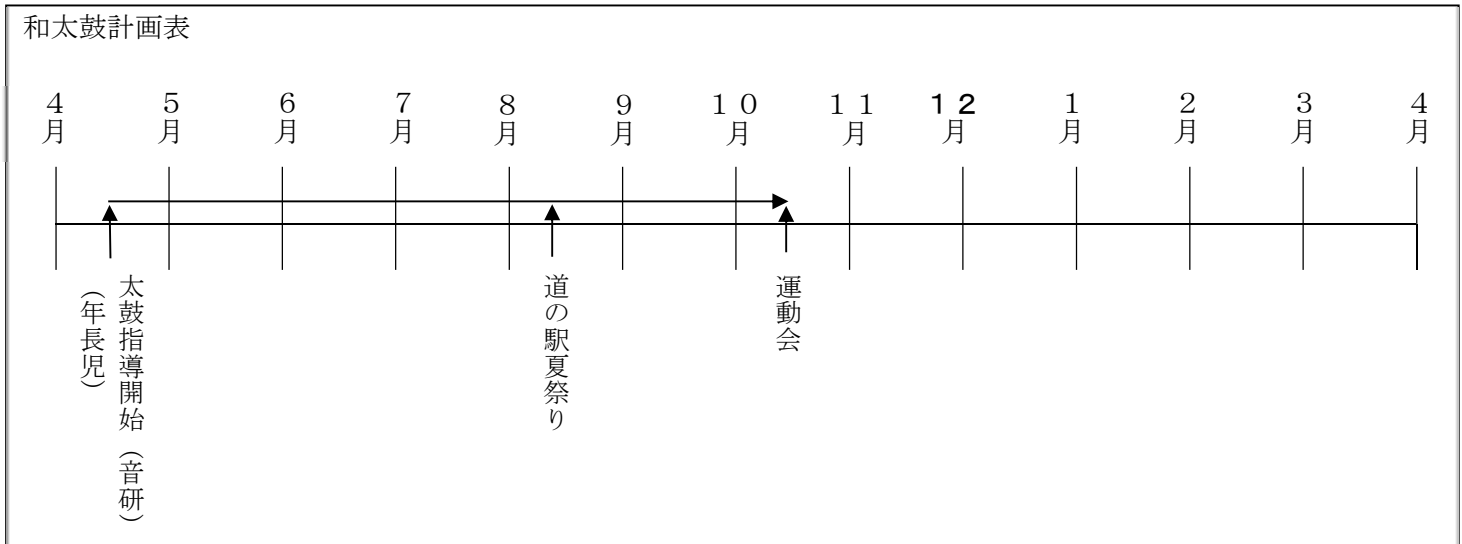 和太鼓計画表
4月
5月
6月
7月
8月
9月
10月
11月
12月
1月
2月
3月
4月
太鼓指導開始(音研)
(年長児)
道の駅夏祭り
運動会